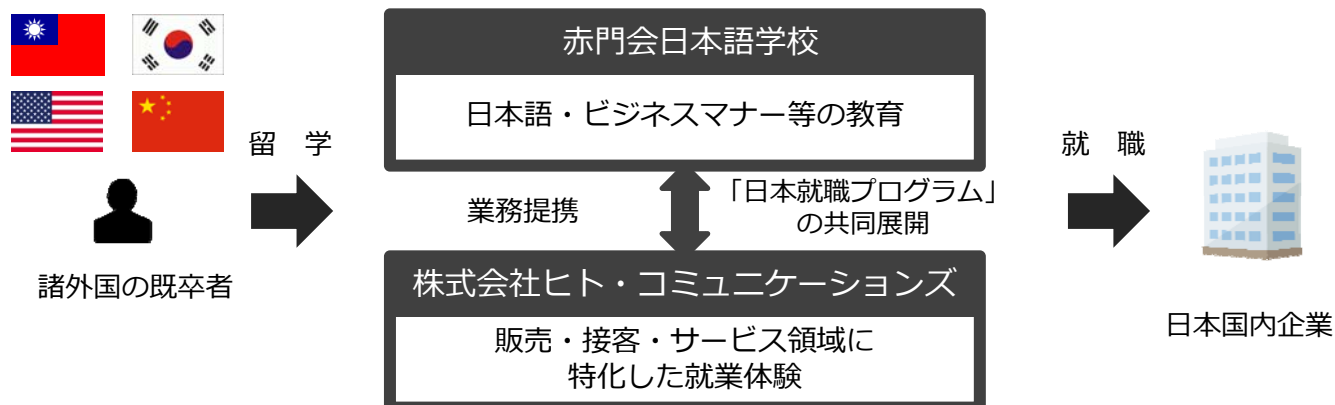 赤門会日本語学校
日本語・ビジネスマナー等の教育
留 学
就 職
業務提携
「日本就職プログラム」
の共同展開
諸外国の既卒者
株式会社ヒト・コミュニケーションズ
販売・接客・サービス領域に
特化した就業体験
日本国内企業